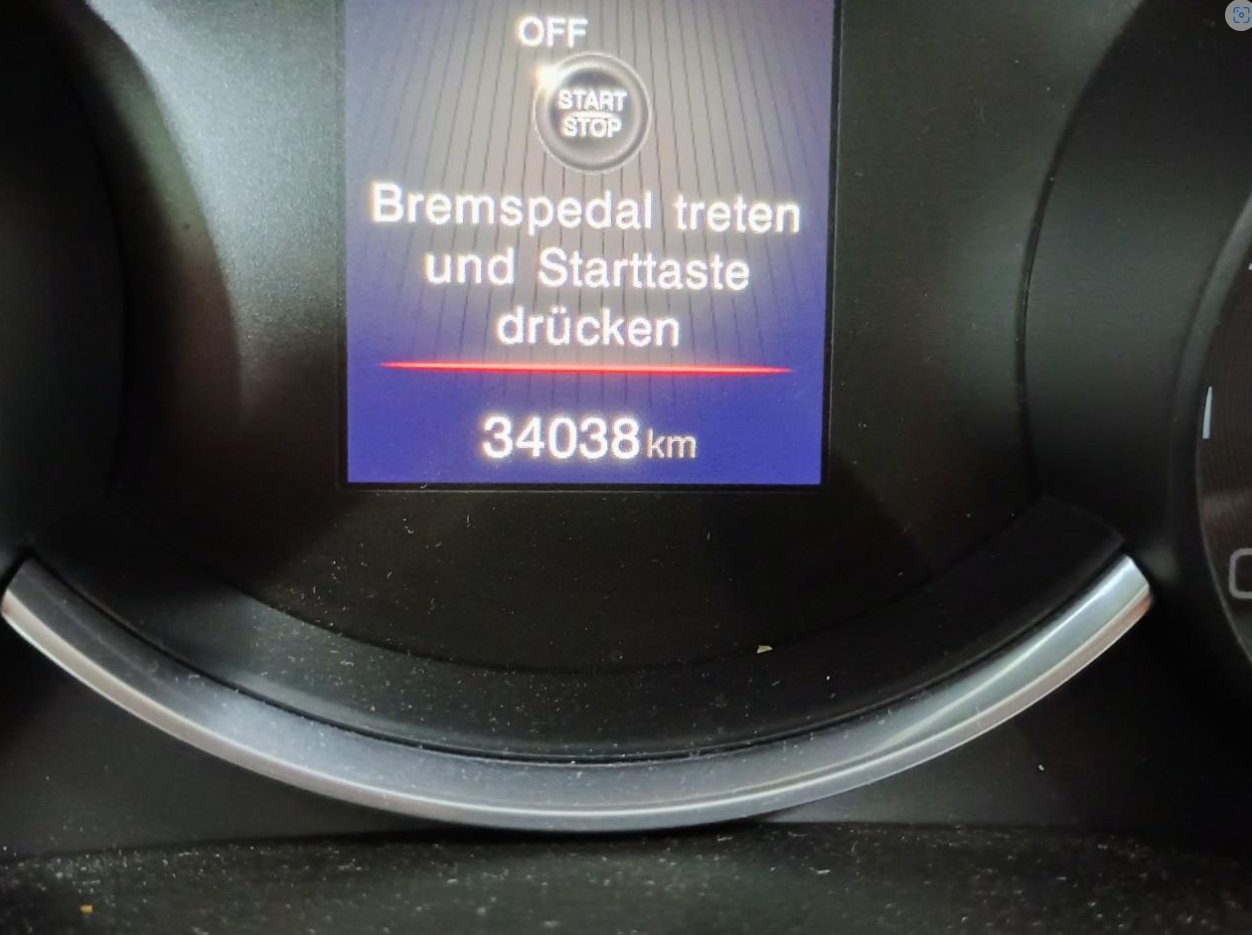 OFF
START
STOP
Bremspedal treten
und Starttaste
drücken
34038 km